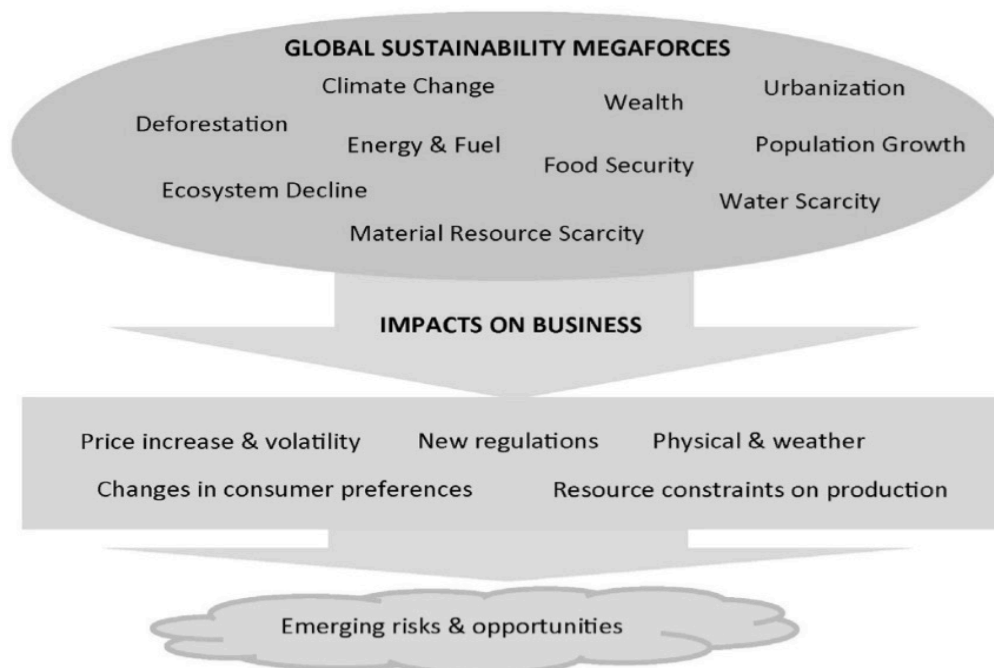 GLOBAL SUSTAINABILITY MEGAFORCES
Climate Change
Wealth
Urbanization
Deforestation
Energy & Fuel
Food Security
Population Growth
Ecosystem Decline
Water Scarcity
Material Resource Scarcity
IMPACTS ON BUSINESS
Price increase & volatility
New regulations
Physical & weather
Changes in consumer preferences
Resource constraints on production
Emerging risks & opportunities